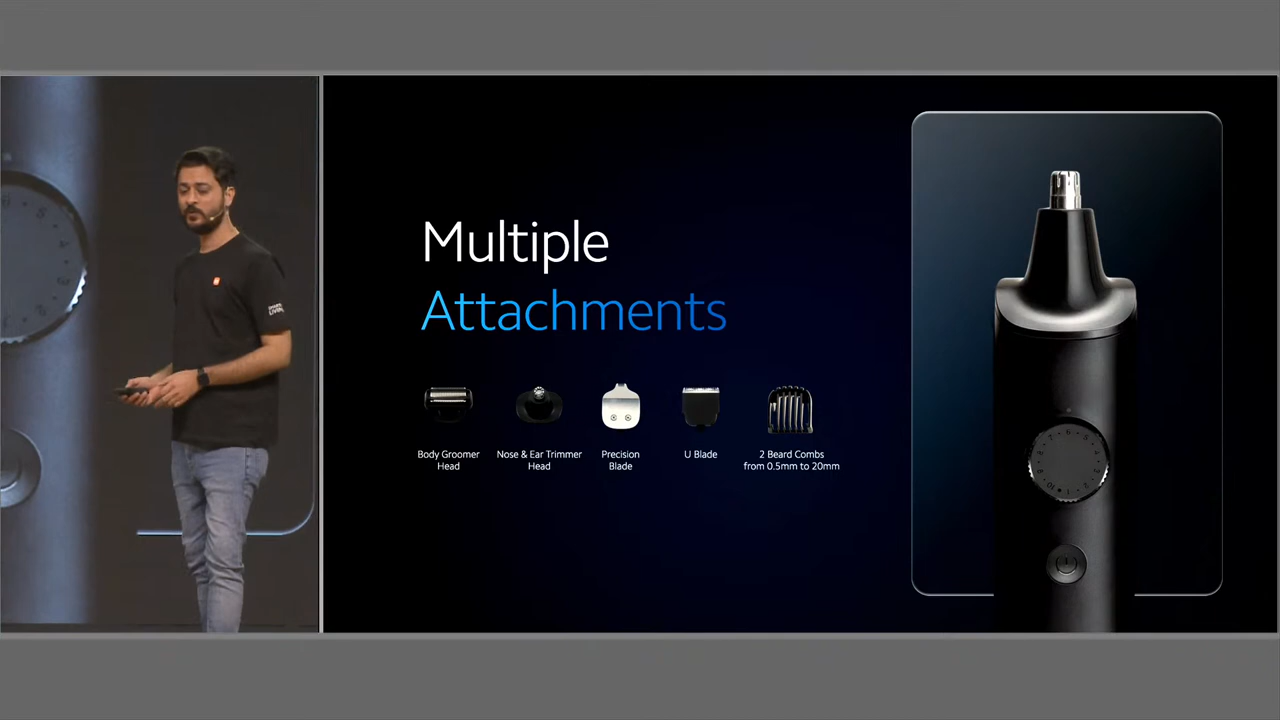 Multiple
Attachments
Body Groomer
Head
Nose & Ear Trimmer
Head
Precision
Blade
U Blade
2 Beard Combs
from 0.5mm to 20mm